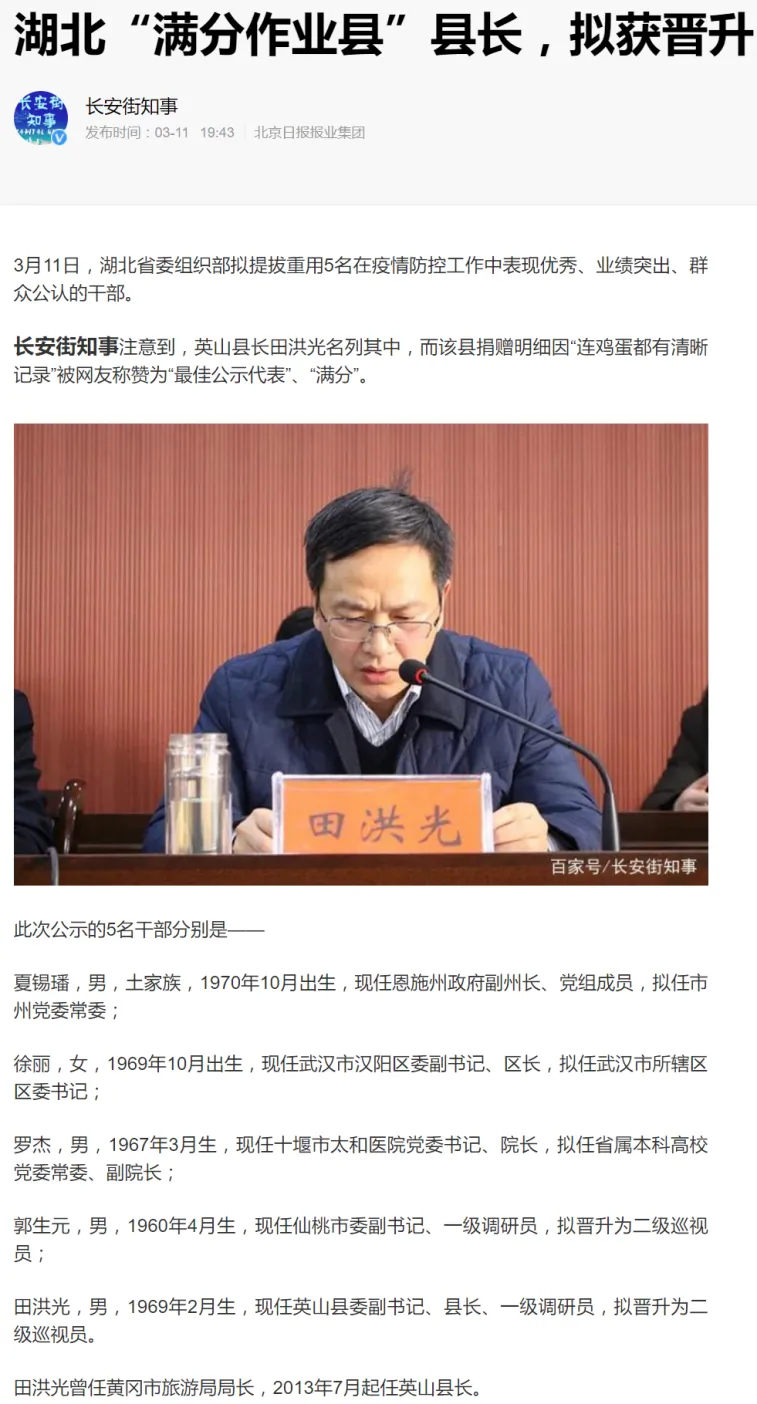 湖北“满分作业县”县长，拟获晋升
长安街
知事
长安街知事
发布时间：03-11 19:43 北京日报报业集团
3月11日，湖北省委组织部拟提拔重用5名在疫情防控工作中表现优秀、业绩突出、群
众公认的干部。
长安街知事注意到，英山县长田洪光名列其中，而该县捐赠明细因“连鸡蛋都有清晰
记录”被网友称赞为“最佳公示代表”、“满分”。
田洪光
百家号/长安街知事
此次公示的5名干部分别是——
夏锡璠，男，土家族，1970年10月出生，现任恩施州政府副州长、党组成员，拟任市
州党委常委；
徐丽，女，1969年10月出生，现任武汉市汉阳区委副书记、区长，拟任武汉市所辖区
区委书记；
罗杰，男，1967年3月生，现任十堰市太和医院党委书记、院长，拟任省属本科高校
党委常委、副院长；
郭生元，男，1960年4月生，现任仙桃市委副书记、一级调研员，拟晋升为二级巡视
员；
田洪光，男，1969年2月生，现任英山县委副书记、县长、一级调研员，拟晋升为二
级巡视员。
田洪光曾任黄冈市旅游局局长，2013年7月起任英山县长。